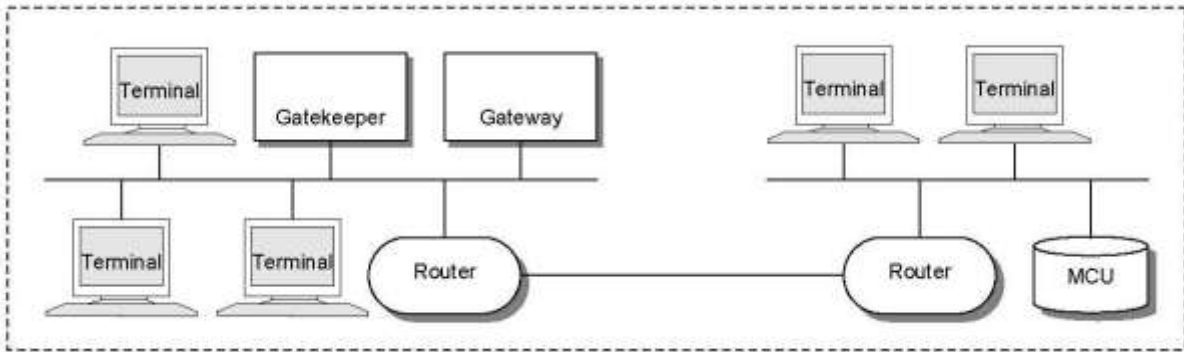 Terminal
Gatekeeper
Gateway
Terminal
Terminal
Terminal
Terminal
Router
Router
MCU